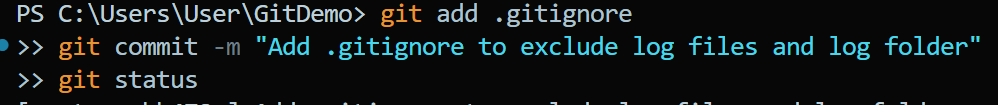 PS C:\Users\User\GitDemo> git add .gitignore
>> git commit -m "Add .gitignore to exclude log files and log folder"
>> git status